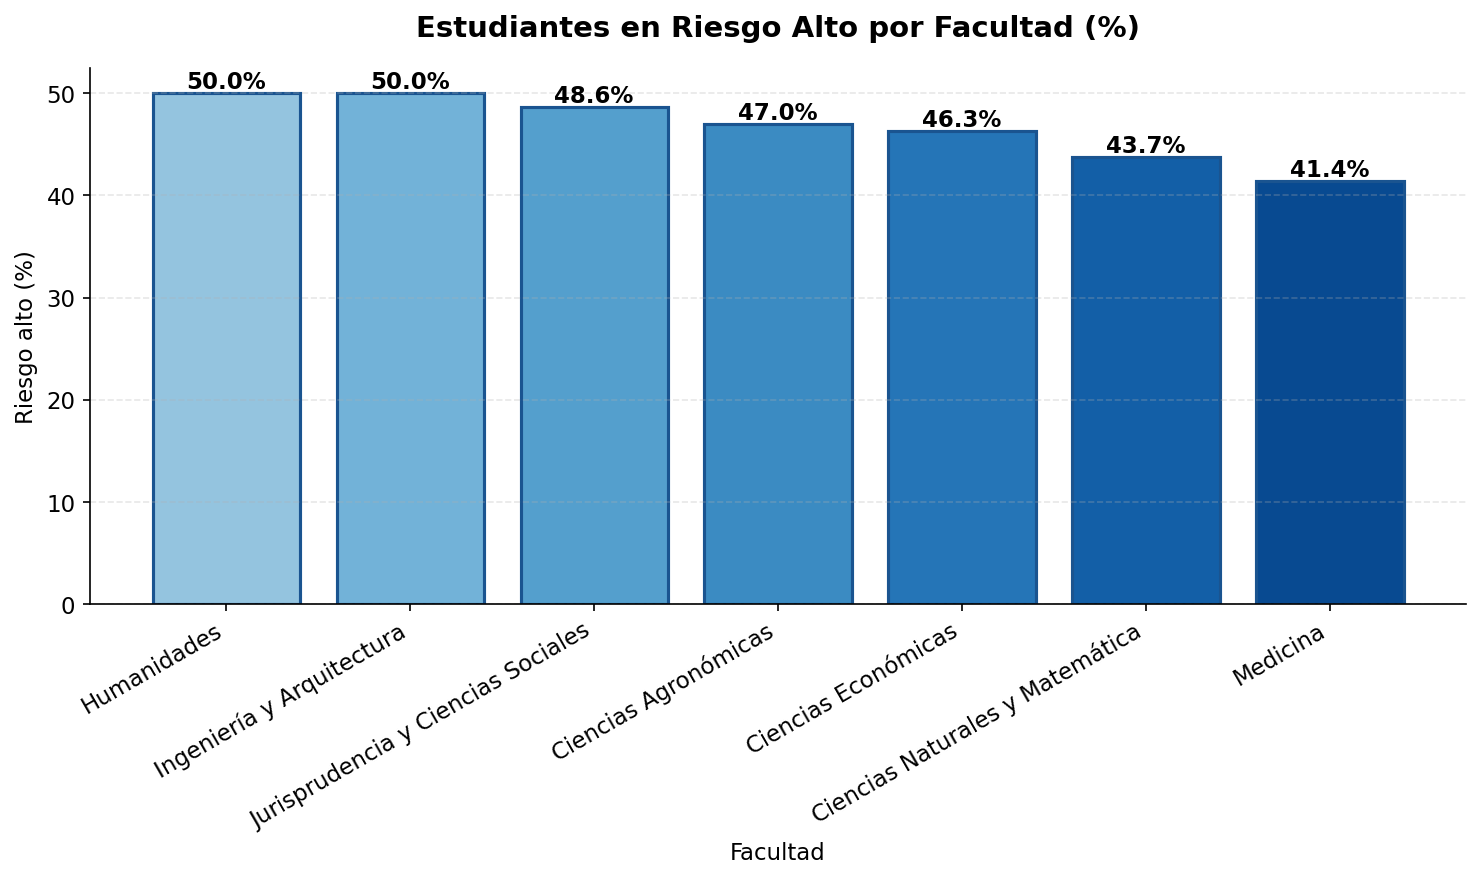 Estudiantes en Riesgo Alto por Facultad (%)
50.0%
50.0%
48.6%
47.0%
46.3%
43.7%
41.4%
Riesgo alto (%)
50
40
30
20
10
0
Humanidades
Ingeniería y Arquitectura
Jurisprudencia y Ciencias Sociales
Ciencias Agronómicas
Ciencias Económicas
Ciencias Naturales y Matemática
Medicina
Facultad